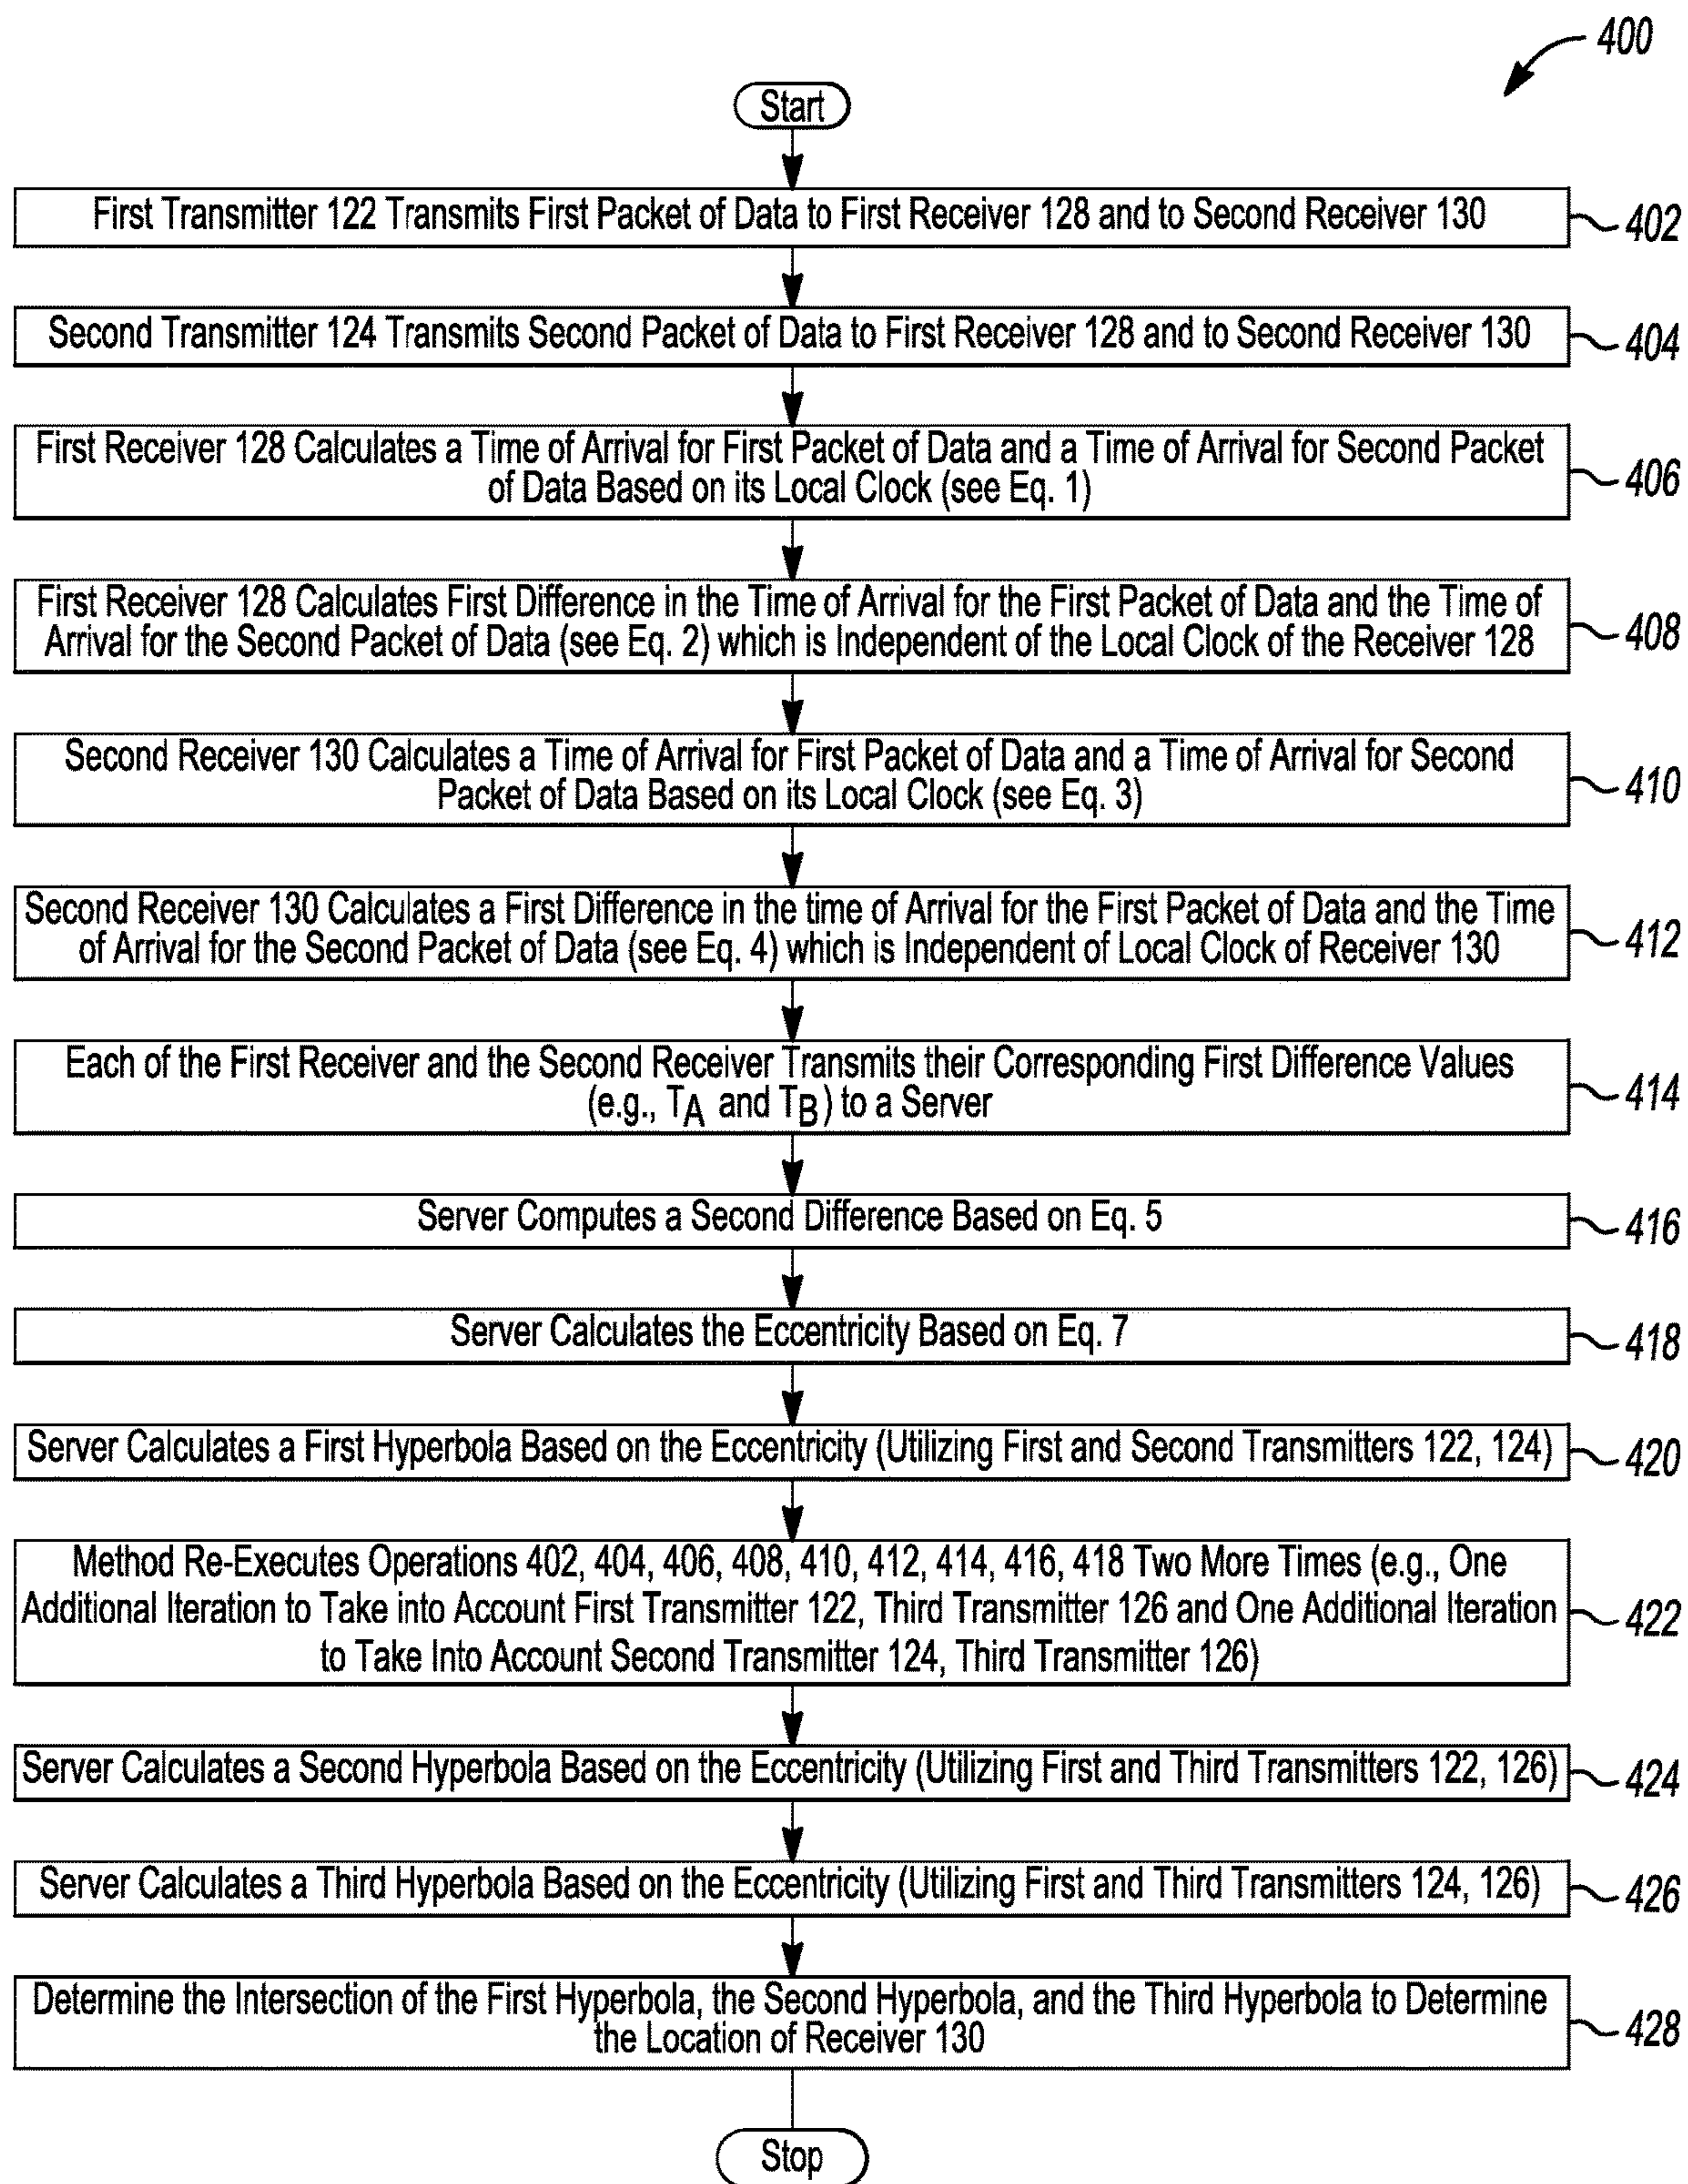 400
Start
First Transmitter 122 Transmits First Packet of Data to First Receiver 128 and to Second Receiver 130
402
Second Transmitter 124 Transmits Second Packet of Data to First Receiver 128 and to Second Receiver 130
404
First Receiver 128 Calculates a Time of Arrival for First Packet of Data and a Time of Arrival for Second Packet
of Data Based on its Local Clock (see Eq. 1)
406
First Receiver 128 Calculates First Difference in the Time of Arrival for the First Packet of Data and the Time of
Arrival for the Second Packet of Data (see Eq. 2) which is Independent of the Local Clock of the Receiver 128
408
Second Receiver 130 Calculates a Time of Arrival for First Packet of Data and a Time of Arrival for Second
Packet of Data Based on its Local Clock (see Eq. 3)
410
Second Receiver 130 Calculates a First Difference in the time of Arrival for the First Packet of Data and the Time
of Arrival for the Second Packet of Data (see Eq. 4) which is Independent of Local Clock of Receiver 130
412
Each of the First Receiver and the Second Receiver Transmits their Corresponding First Difference Values
(e.g., TA and TB) to a Server
414
Server Computes a Second Difference Based on Eq. 5
416
Server Calculates the Eccentricity Based on Eq. 7
418
Server Calculates a First Hyperbola Based on the Eccentricity (Utilizing First and Second Transmitters 122, 124)
420
Method Re-Executes Operations 402, 404, 406, 408, 410, 412, 414, 416, 418 Two More Times (e.g., One
Additional Iteration to Take into Account First Transmitter 122, Third Transmitter 126 and One Additional Iteration
to Take Into Account Second Transmitter 124, Third Transmitter 126)
422
Server Calculates a Second Hyperbola Based on the Eccentricity (Utilizing First and Third Transmitters 122, 126)
424
Server Calculates a Third Hyperbola Based on the Eccentricity (Utilizing First and Third Transmitters 124, 126)
426
Determine the Intersection of the First Hyperbola, the Second Hyperbola, and the Third Hyperbola to Determine
the Location of Receiver 130
428
Stop